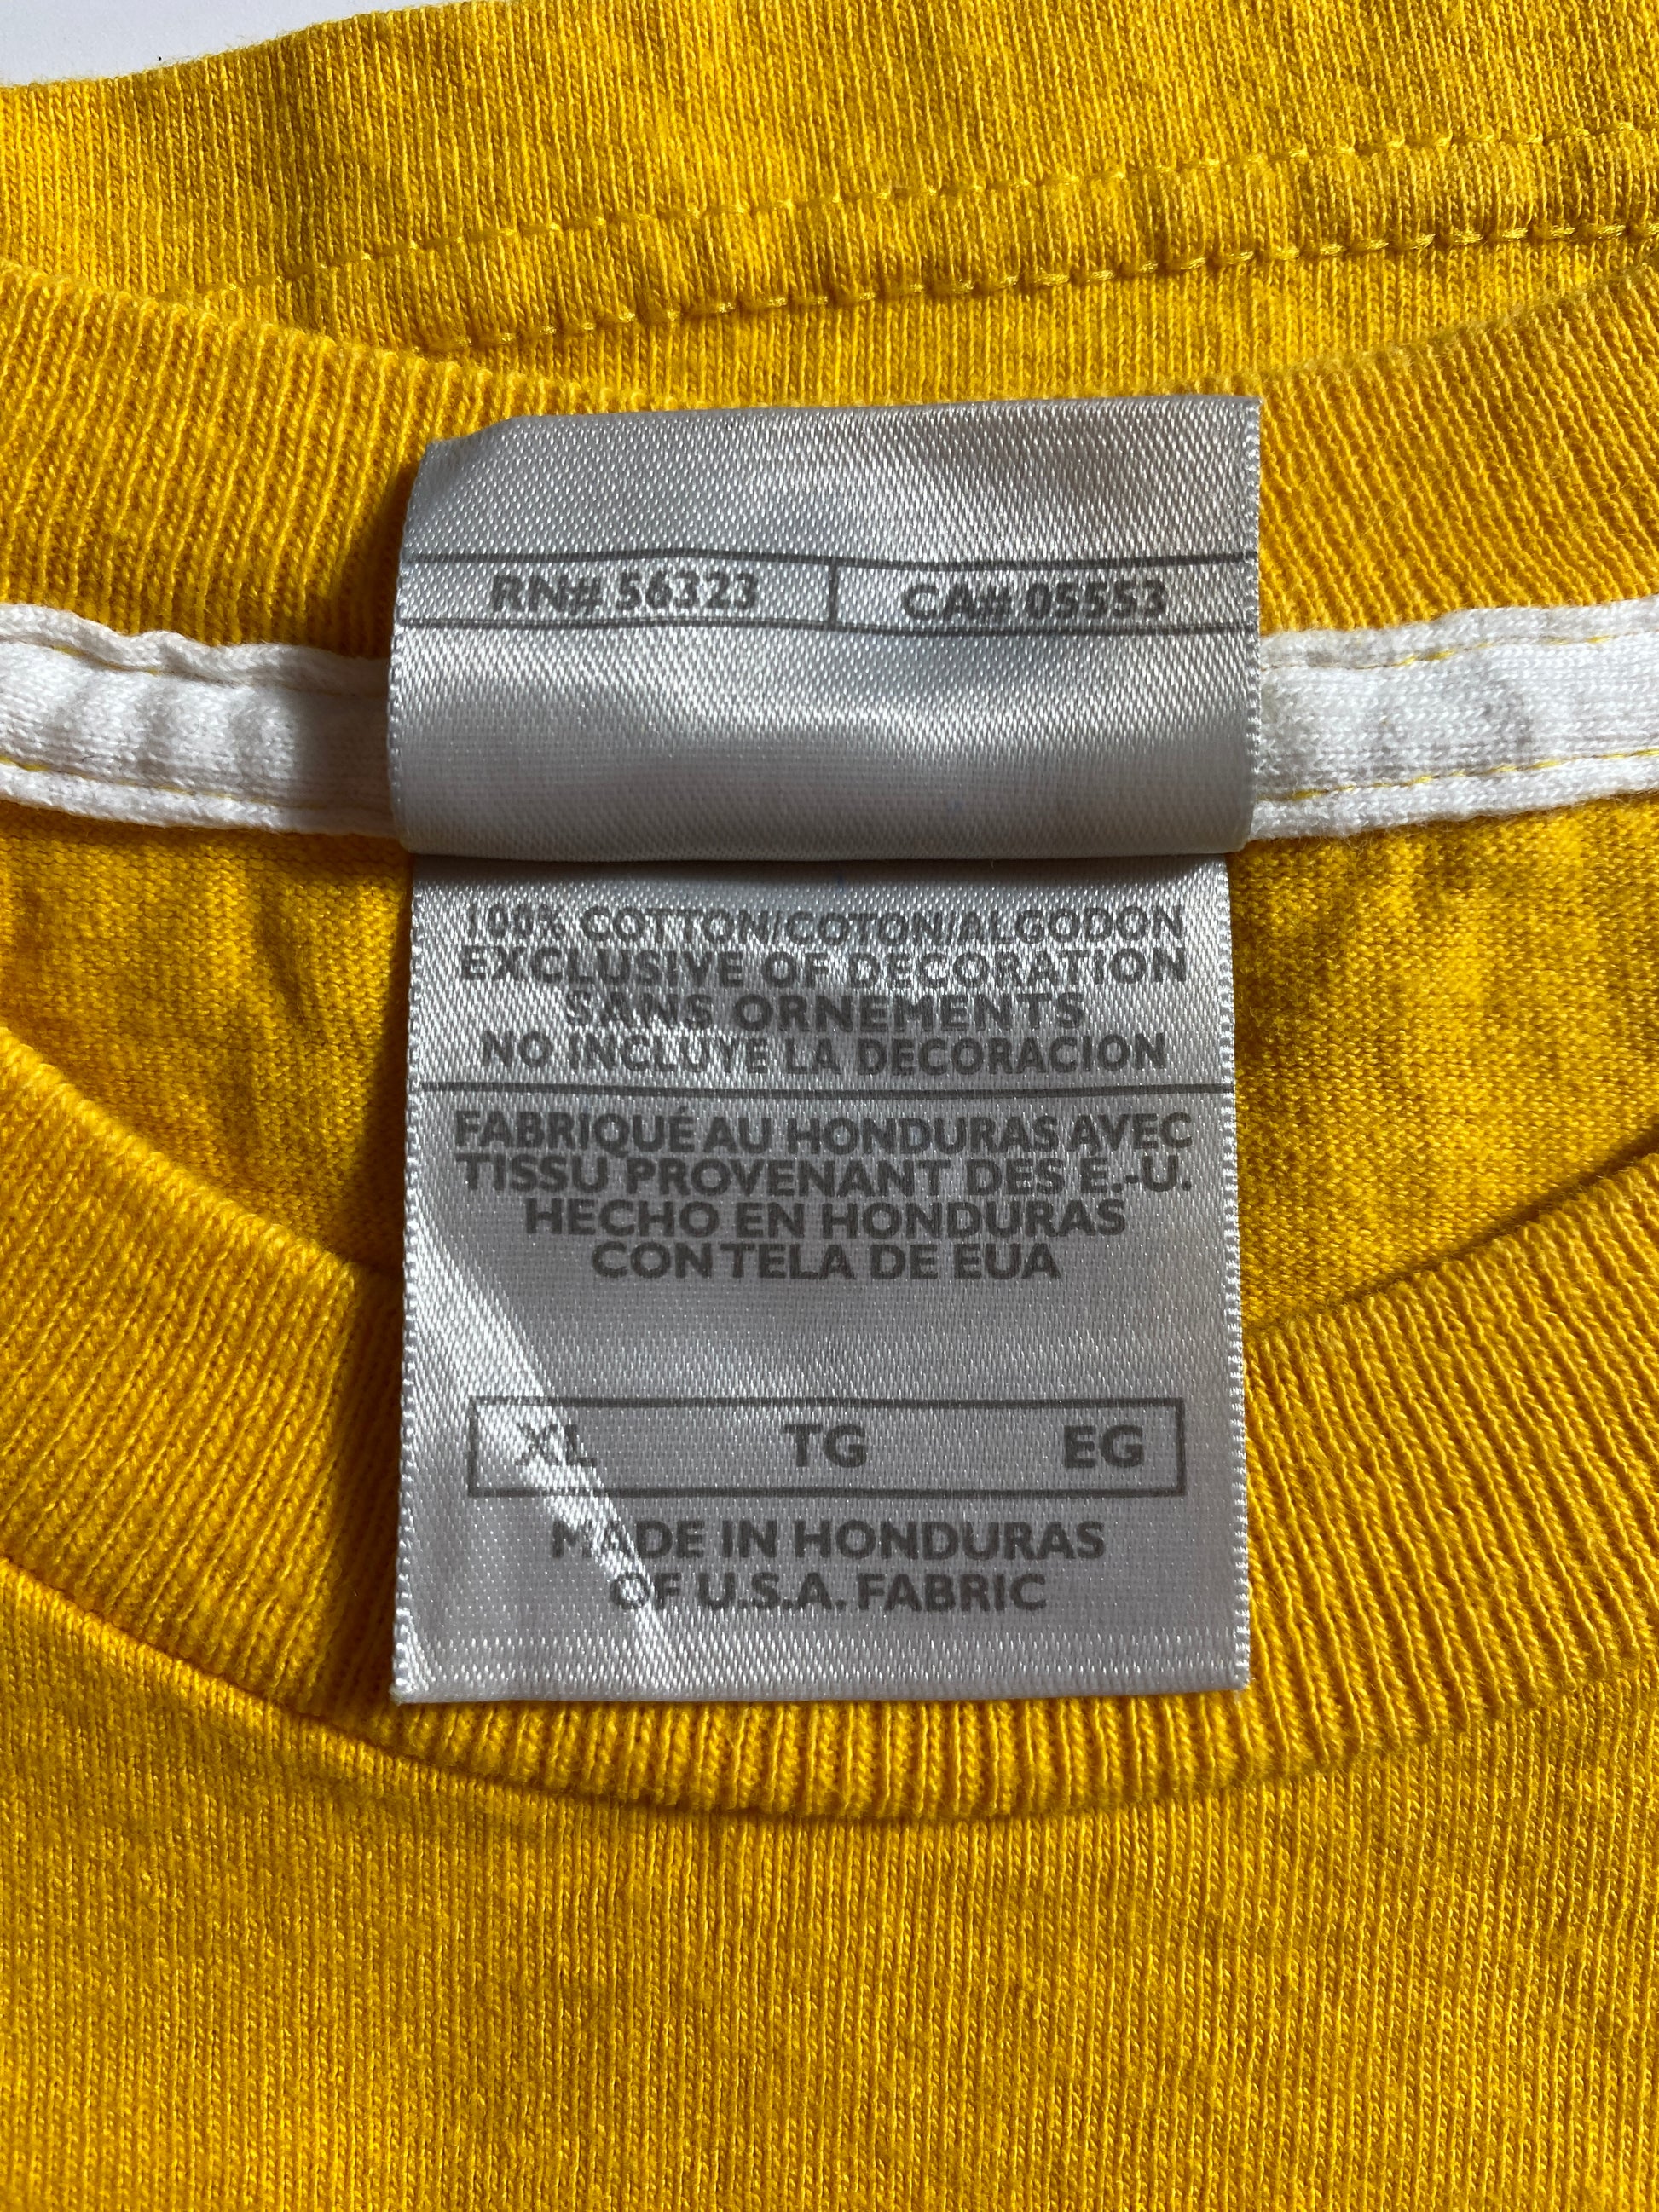 RN# 56323 CA# 05553
100% COTTON/COTON/ALGODON
EXCLUSIVE OF DECORATION
SANS ORNEMENTS
NO INCLUYE LA DECORACION
FABRIQUÉ AU HONDURAS AVEC
TISSU PROVENANT DES É.-U.
HECHO EN HONDURAS
CON TELA DE EUA
XL TG EG
MADE IN HONDURAS
OF U.S.A. FABRIC